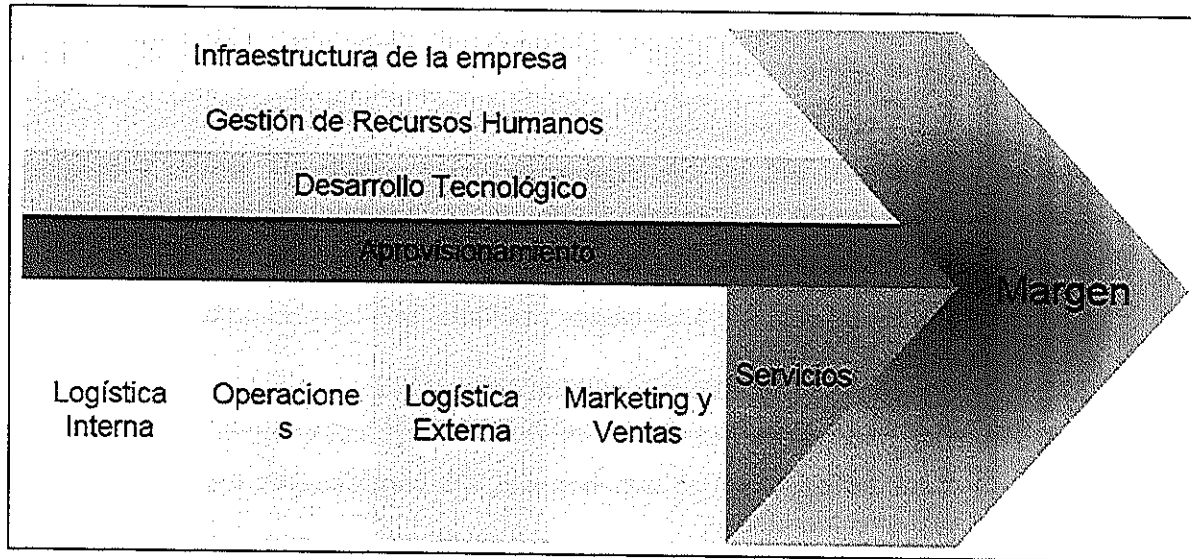 Infraestructura de la empresa
Gestión de Recursos Humanos
Desarrollo Tecnológico
Aprovisionamiento
Margen
Logística
Interna
Operacione
s
Logística
Externa
Marketing y
Ventas
Servicios